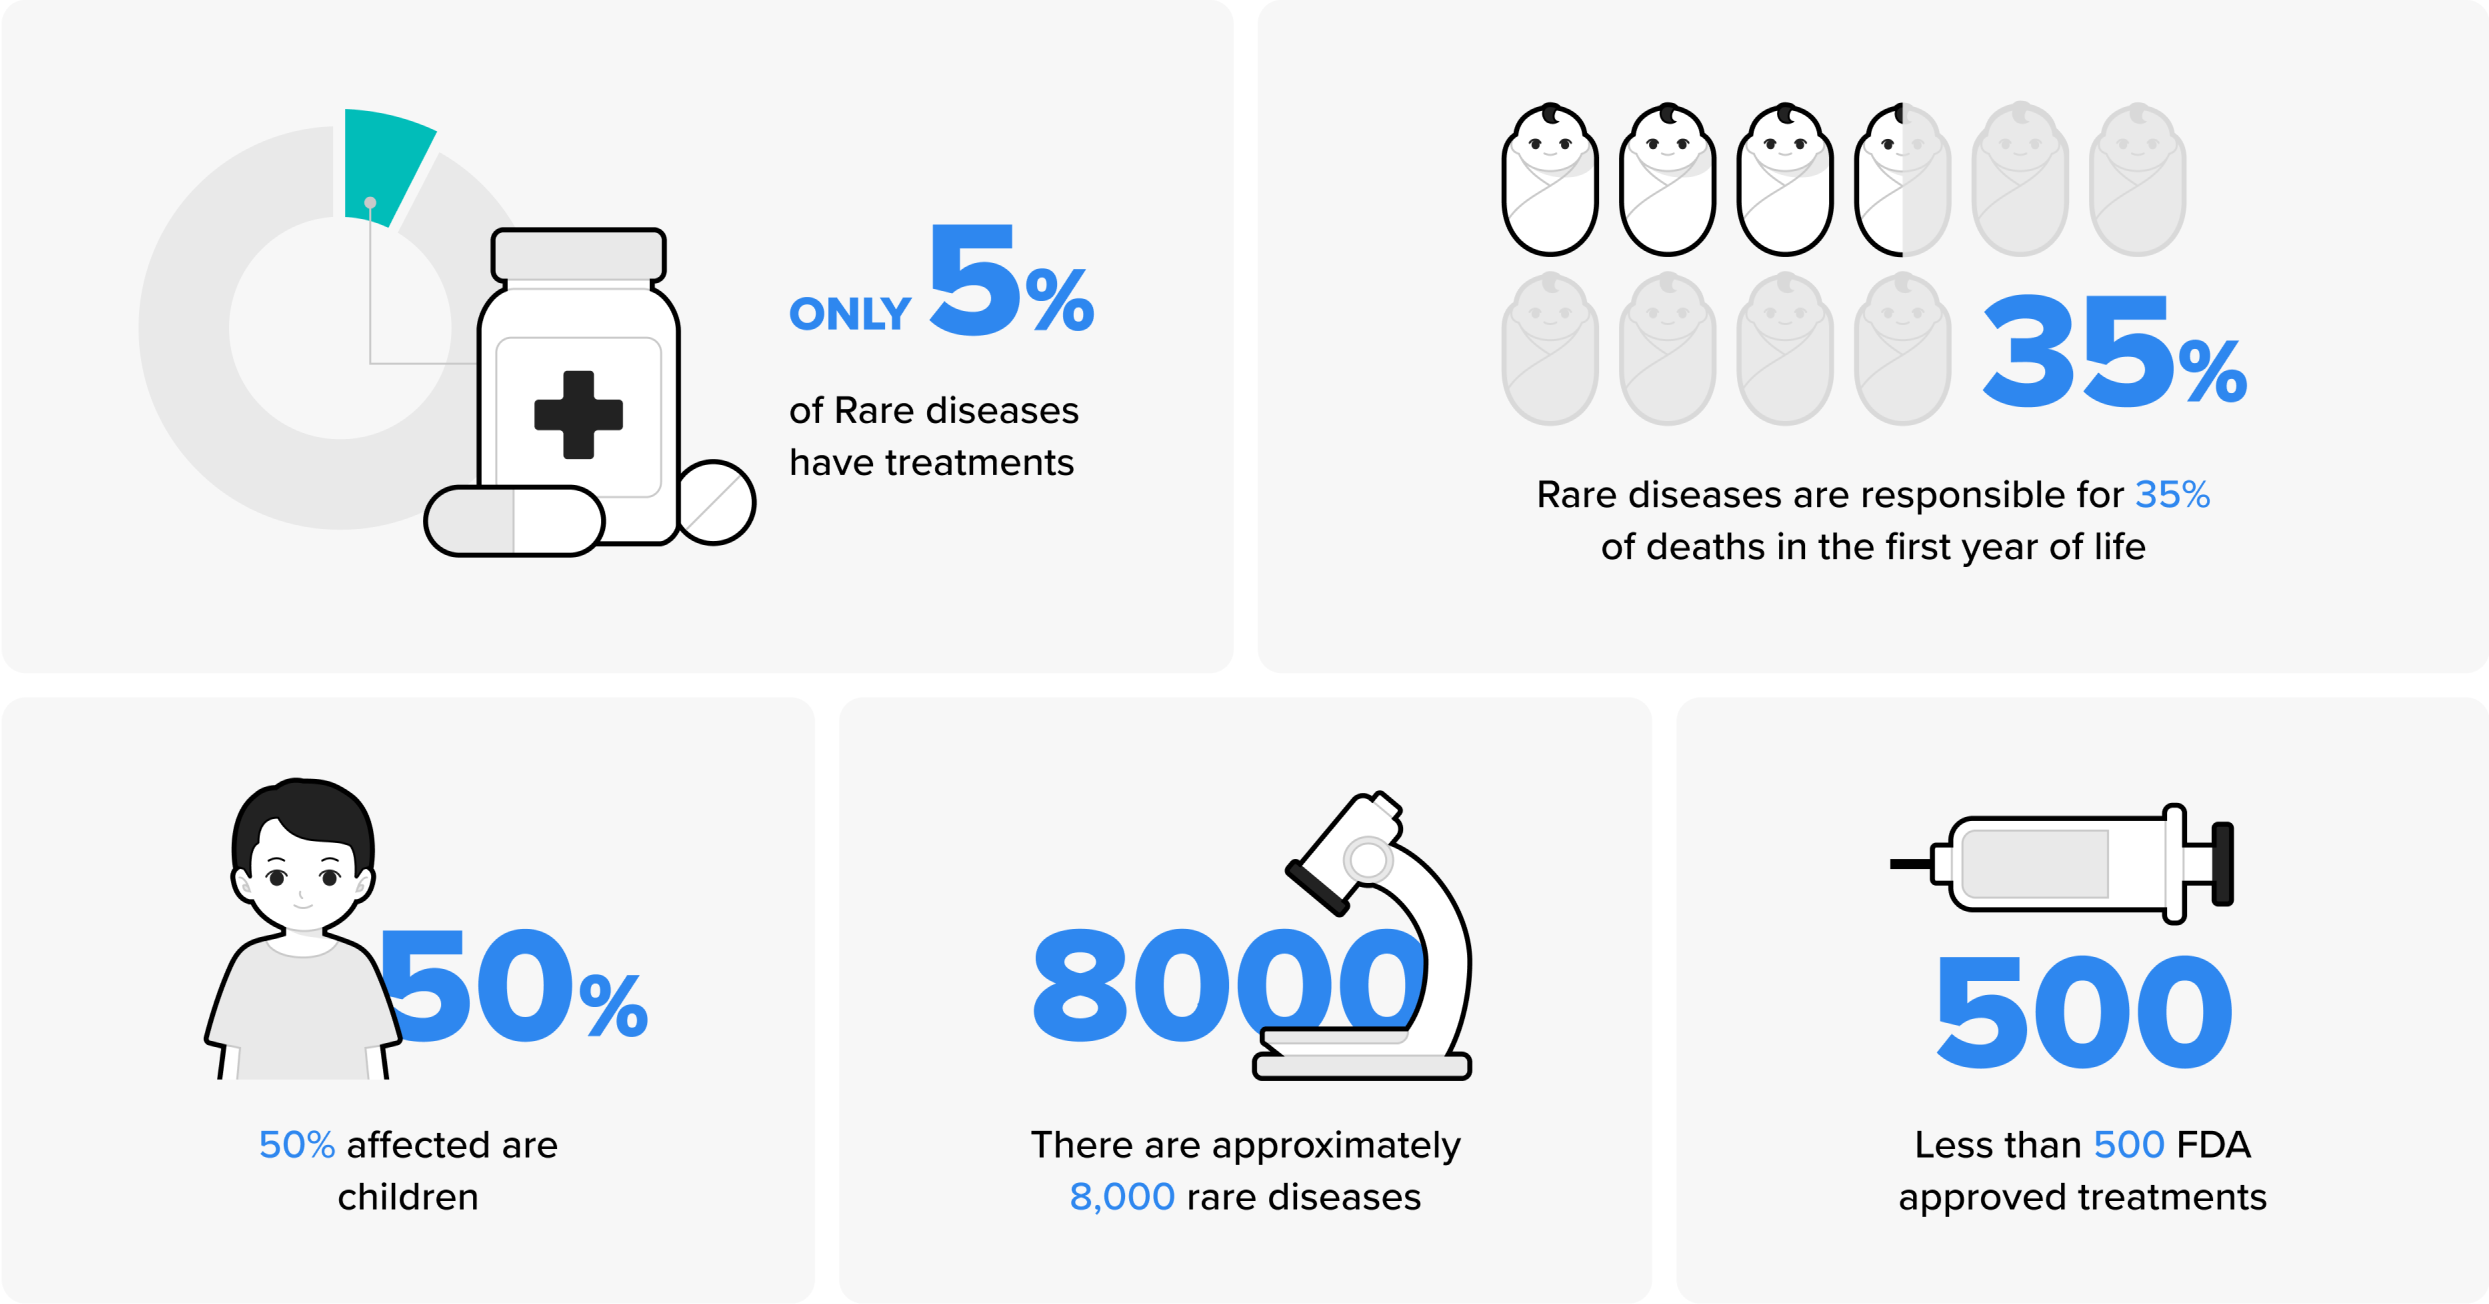 ONLY 5%
of Rare diseases
have treatments
35%
Rare diseases are responsible for 35%
of deaths in the first year of life
50%
50% affected are
children
8000
There are approximately
8,000 rare diseases
500
Less than 500 FDA
approved treatments